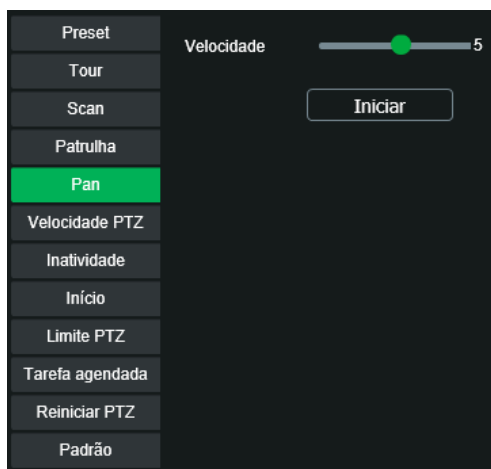 Preset
Tour
Scan
Patrulha
Pan
Velocidade PTZ
Inatividade
Início
Limite PTZ
Tarefa agendada
Reiniciar PTZ
Padrão
Velocidade 5
Iniciar